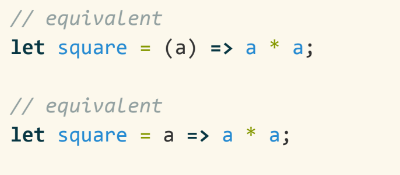 // equivalent
let square = (a) => a * a;
// equivalent
let square = a => a * a;